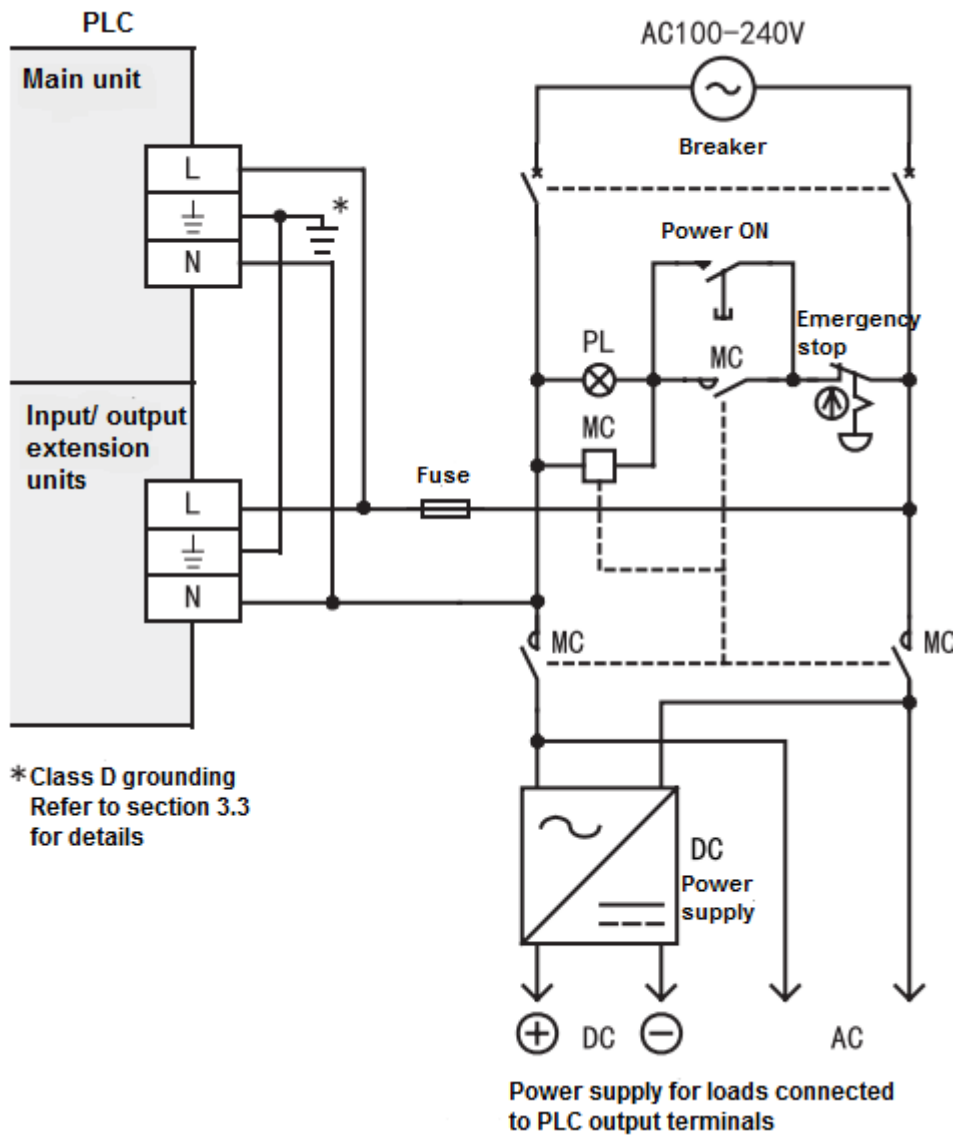 PLC
Main unit
L
N
*
Input/ output
extension
units
L
N
* Class D grounding
Refer to section 3.3
for details
AC100-240V
Breaker
Power ON
Emergency
stop
PL
MC
MC
Fuse
MC
MC
DC
Power
supply
DC
AC
Power supply for loads connected
to PLC output terminals